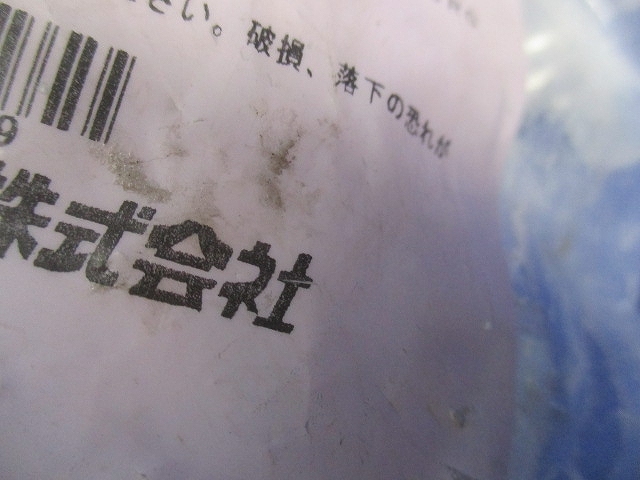 さい。破損、落下の恐れが
9
株式会社